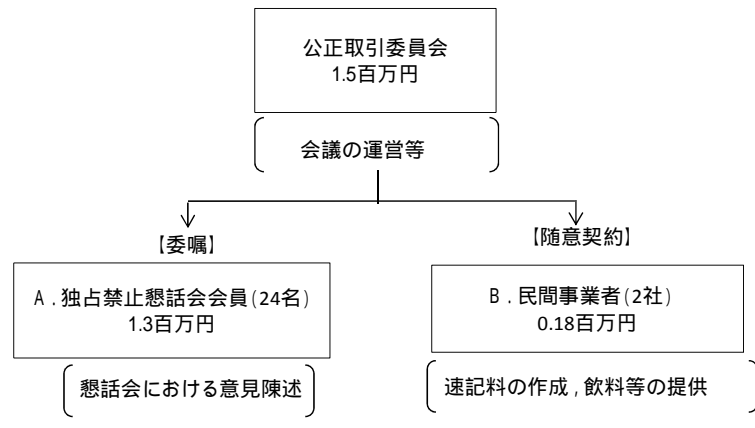 公正取引委員会
1.5百万円
会議の運営等
【委嘱】
【随意契約】
A．独占禁止懇話会会員(24名)
1.3百万円
B．民間事業者(2社)
0.18百万円
懇話会における意見陳述
速記料の作成，飲料等の提供